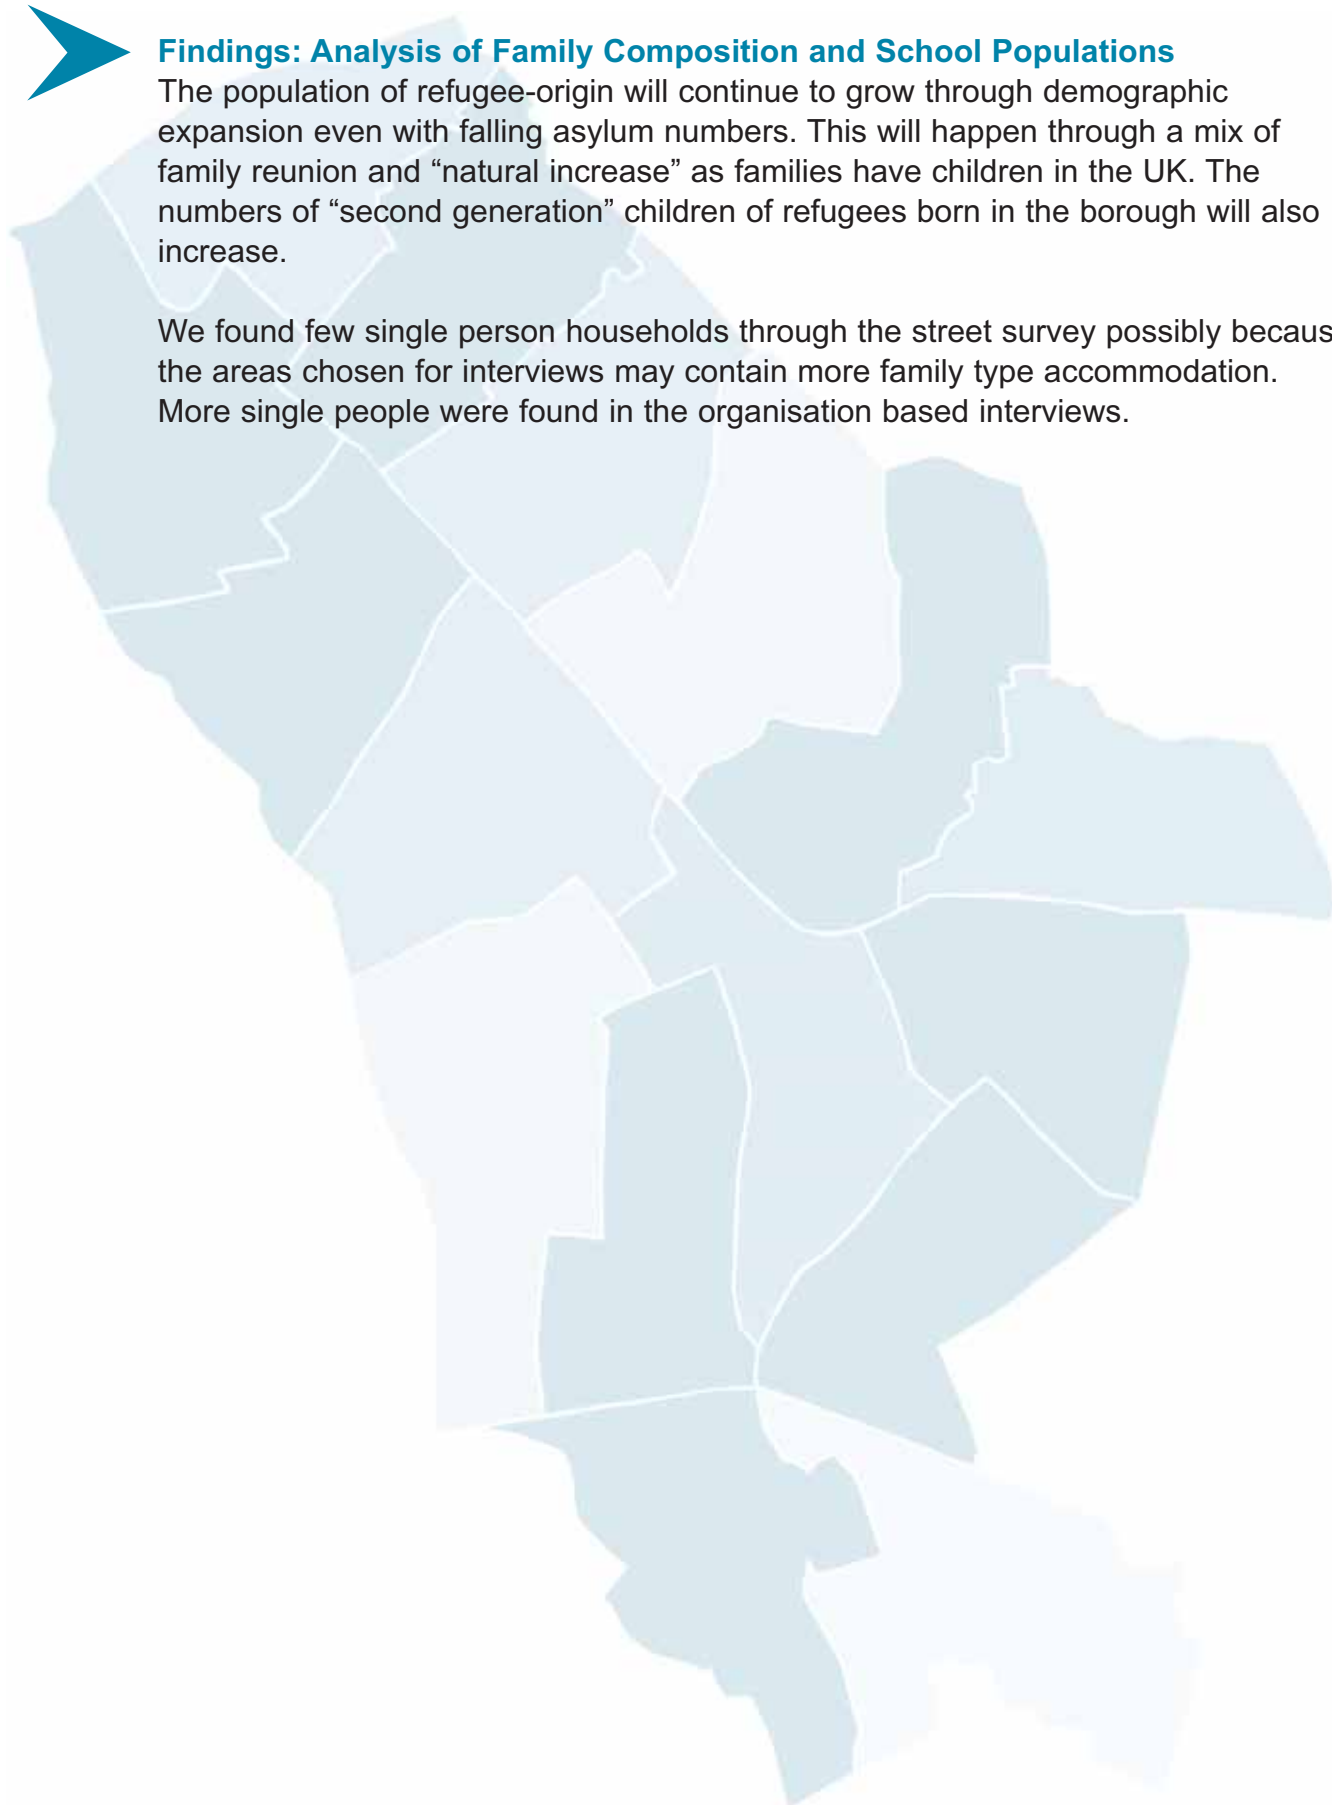 Findings: Analysis of Family Composition and School Populations
The population of refugee-origin will continue to grow through demographic
expansion even with falling asylum numbers. This will happen through a mix of
family reunion and “natural increase” as families have children in the UK. The
numbers of “second generation” children of refugees born in the borough will also
increase.
We found few single person households through the street survey possibly becaus
the areas chosen for interviews may contain more family type accommodation.
More single people were found in the organisation based interviews.